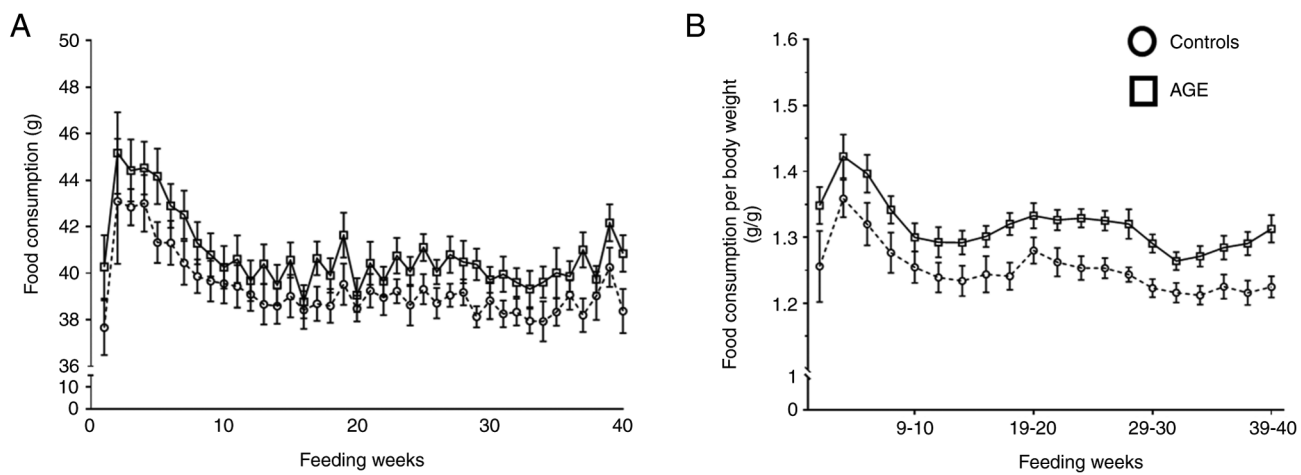 A
Food consumption (g)
50
48
46
44
42
40
38
36
10
0
0
10
20
30
40
Feeding weeks
B
Food consumption per body weight
(g/g)
1.6
1.5
1.4
1.3
1.2
1
0
9-10
19-20
29-30
39-40
Feeding weeks
Controls
AGE